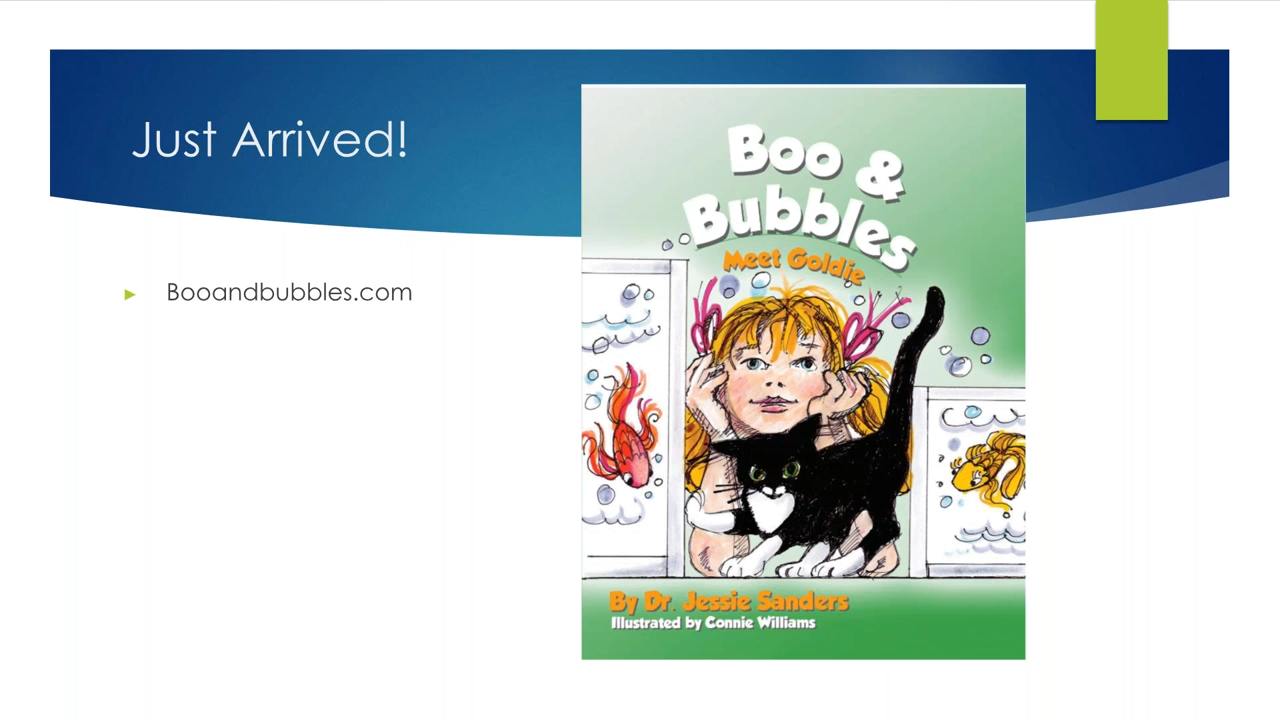 Just Arrived!
Booandbubbles.com
Boo &
Bubbles
Meet Goldie
By Dr. Jessie Sanders
Illustrated by Connie Williams